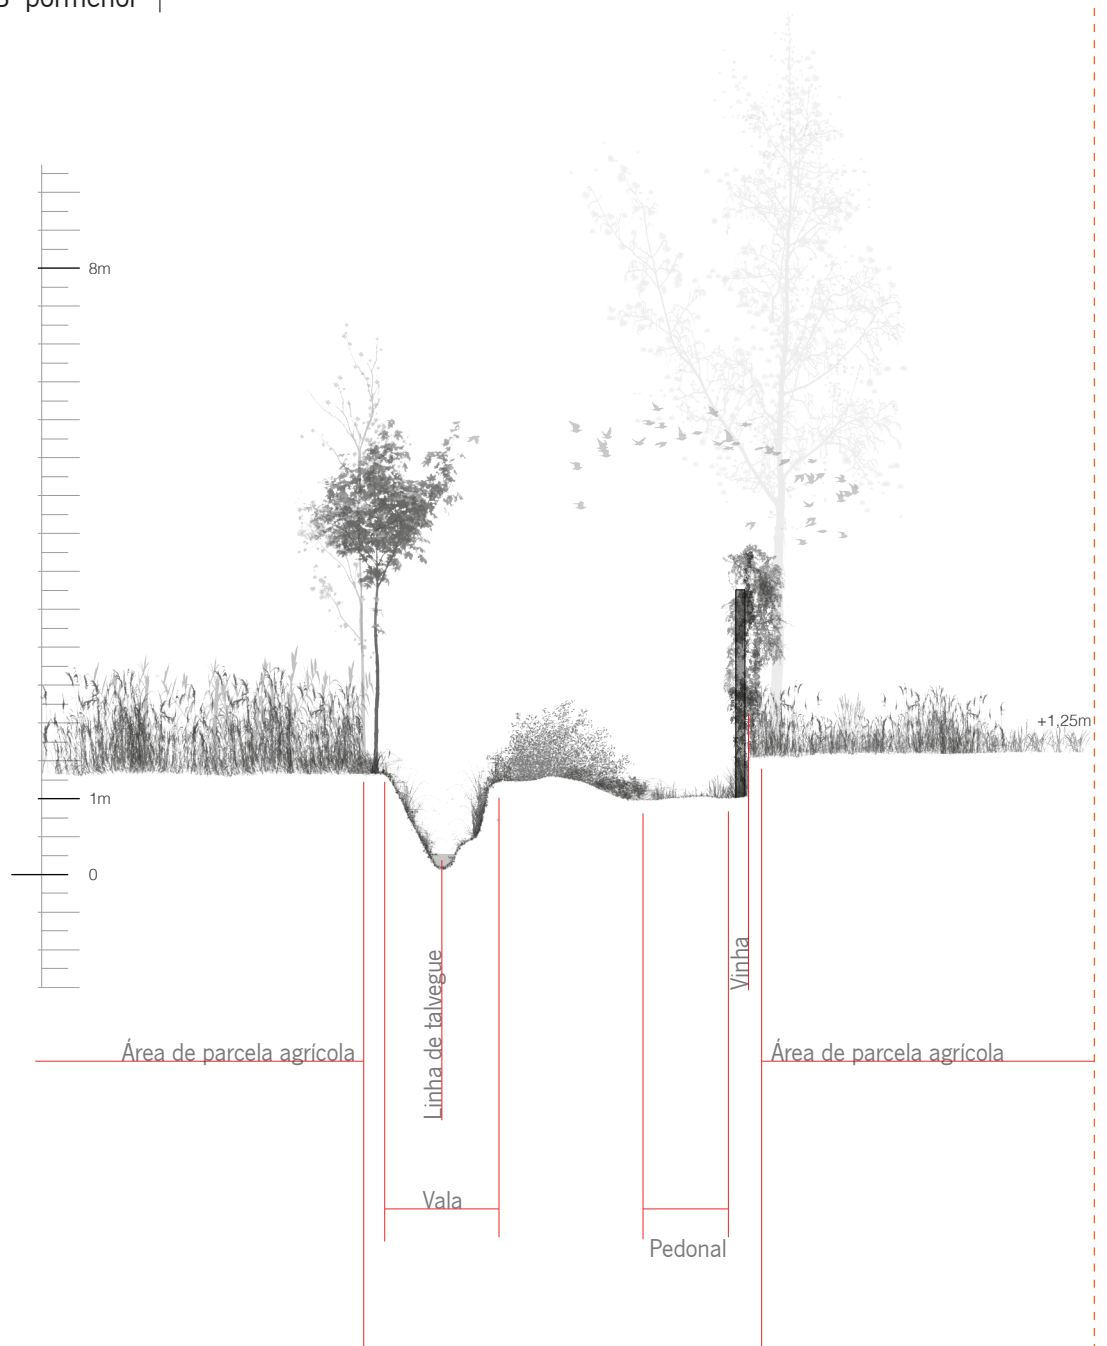 pormenor
8m
+1,25m
1m
0
Vinha
Linha de talvegue
Área de parcela agrícola
Área de parcela agrícola
Vala
Pedonal